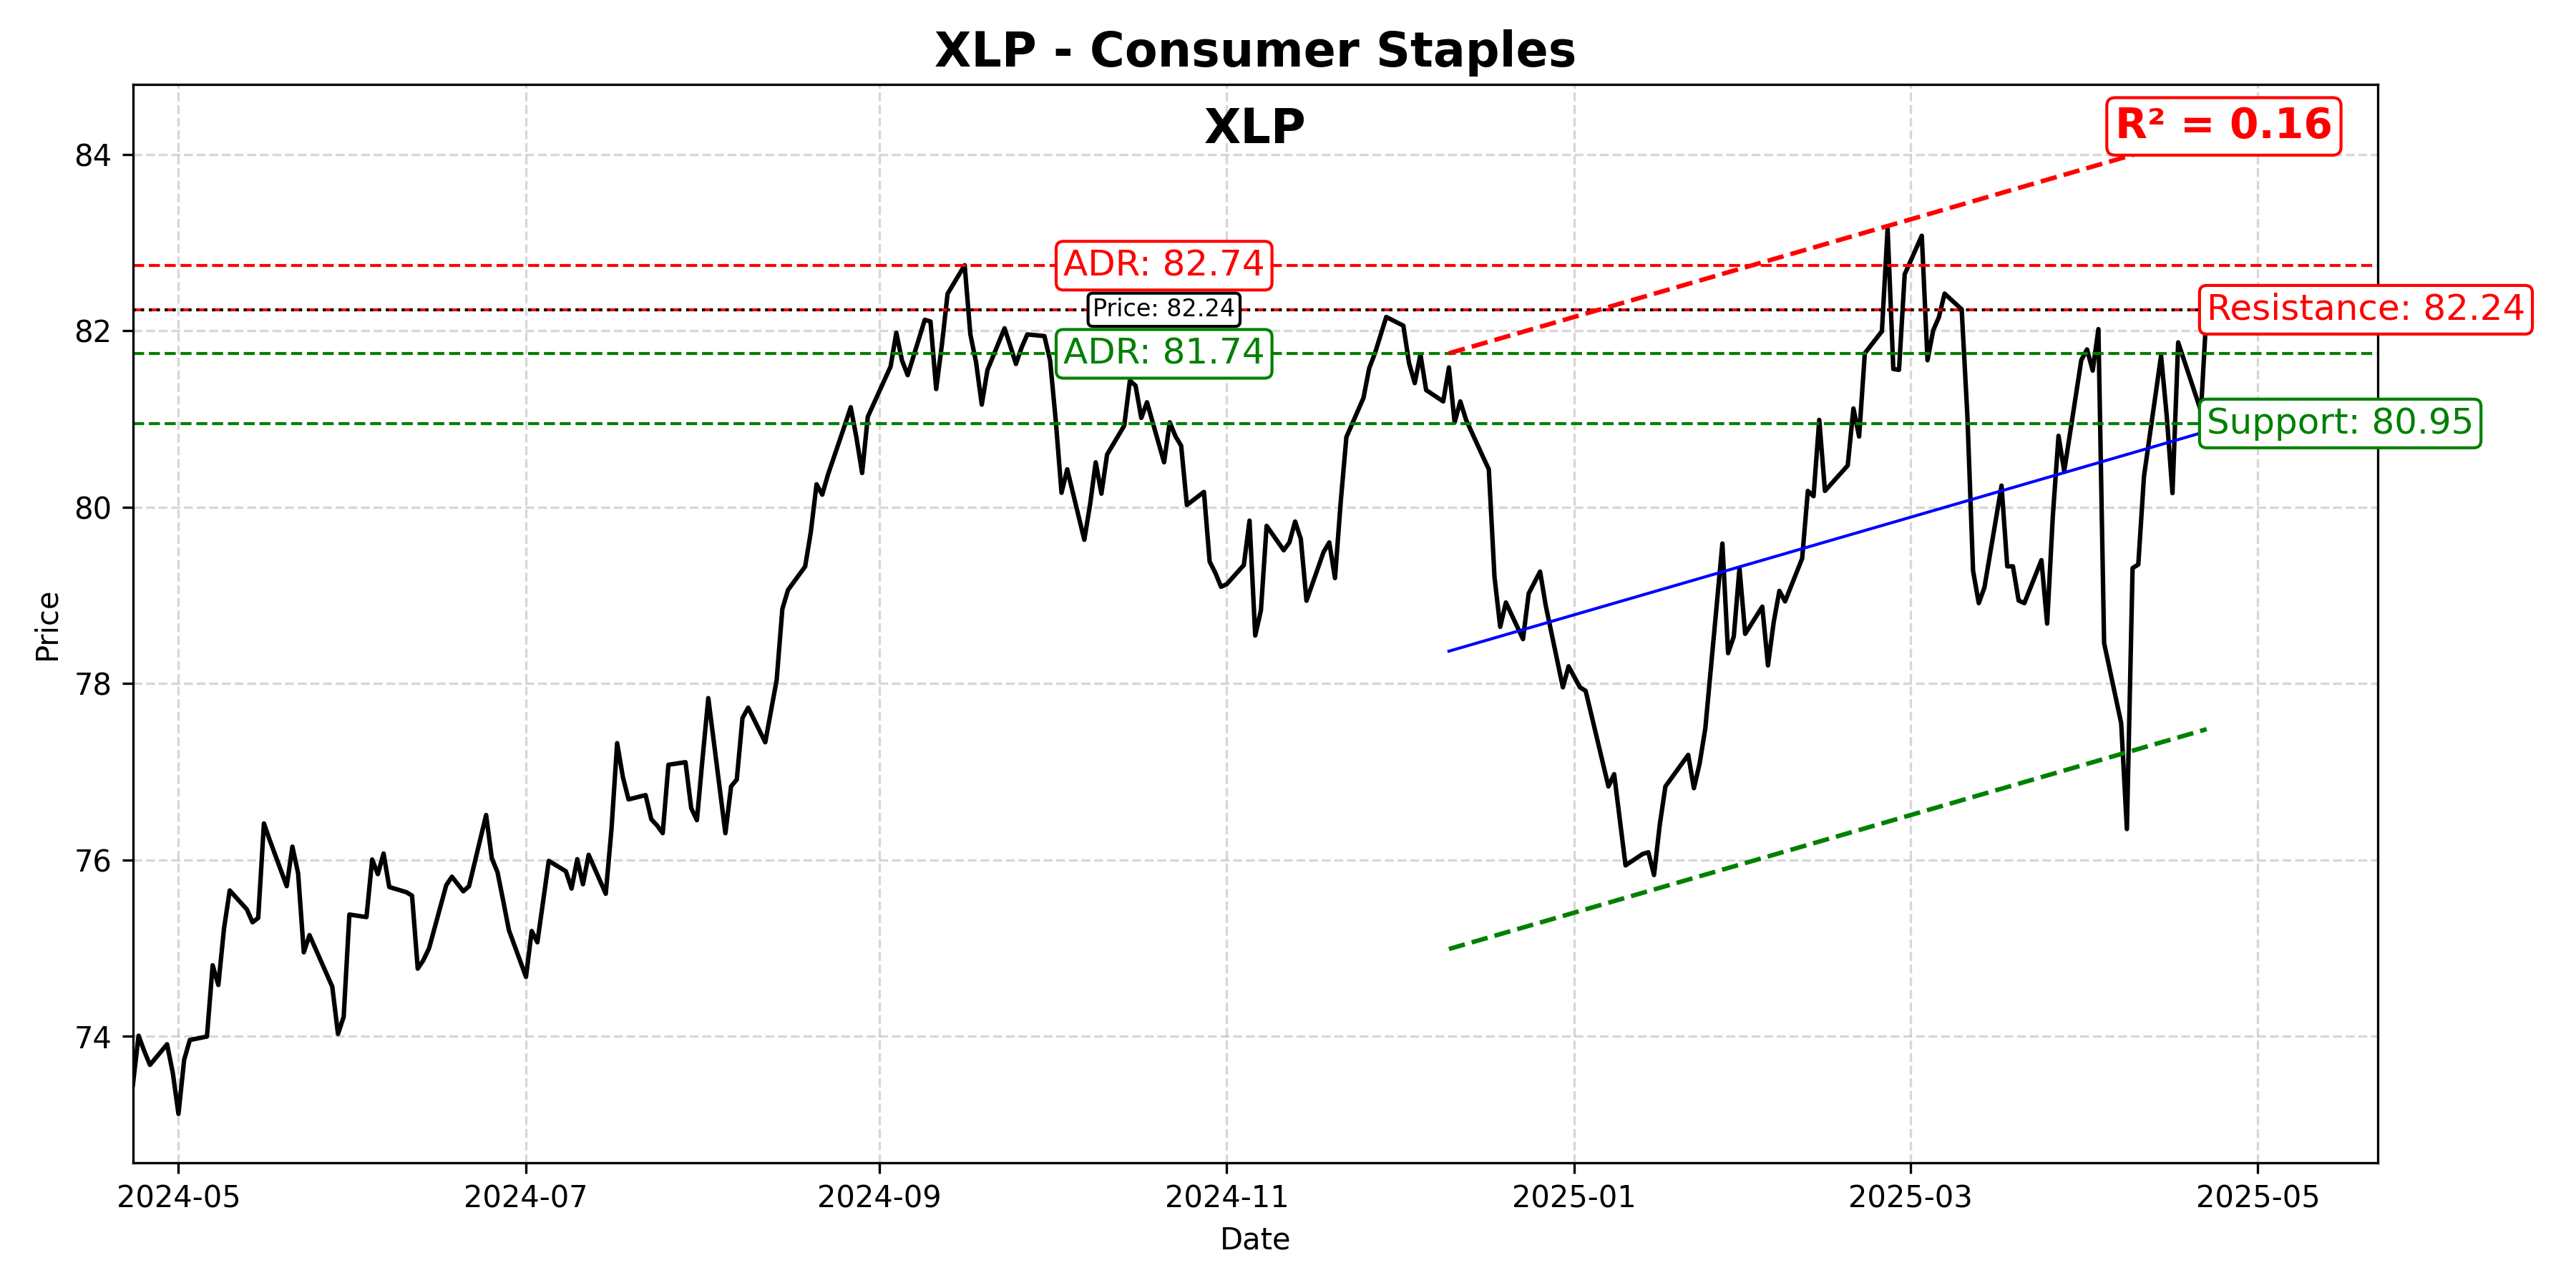 XLP - Consumer Staples
XLP
R² = 0.16
84
ADR: 82.74
Price: 82.24
Resistance: 82.24
82
ADR: 81.74
Support: 80.95
80
78
76
74
Price
2024-05 2024-07 2024-09 2024-11 2025-01 2025-03 2025-05
Date